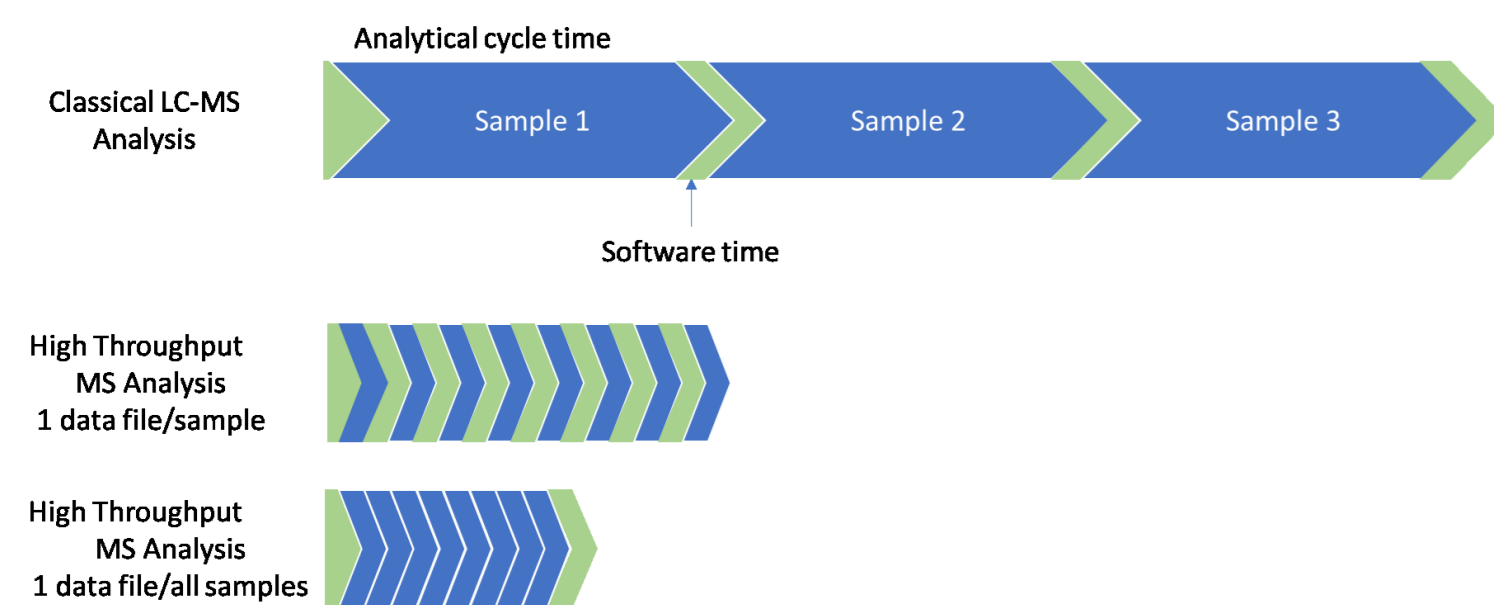 Analytical cycle time
Classical LC-MS
Analysis
Sample 1
Sample 2
Sample 3
Software time
High Throughput
MS Analysis
1 data file/sample
High Throughput
MS Analysis
1 data file/all samples